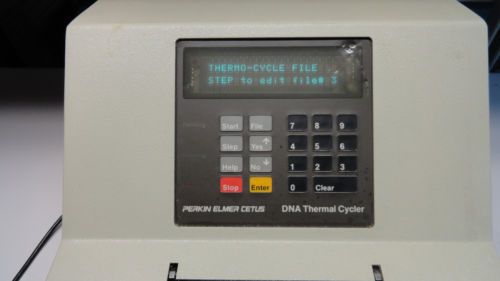 THERMO-CYCLE FILE
STEP to edit file# 3
Start File 7 8 9
Step Yes 4 5 6
Help No 1 2 3
Stop Enter 0 Clear
PERKIN ELMER CETUS DNA Thermal Cycler